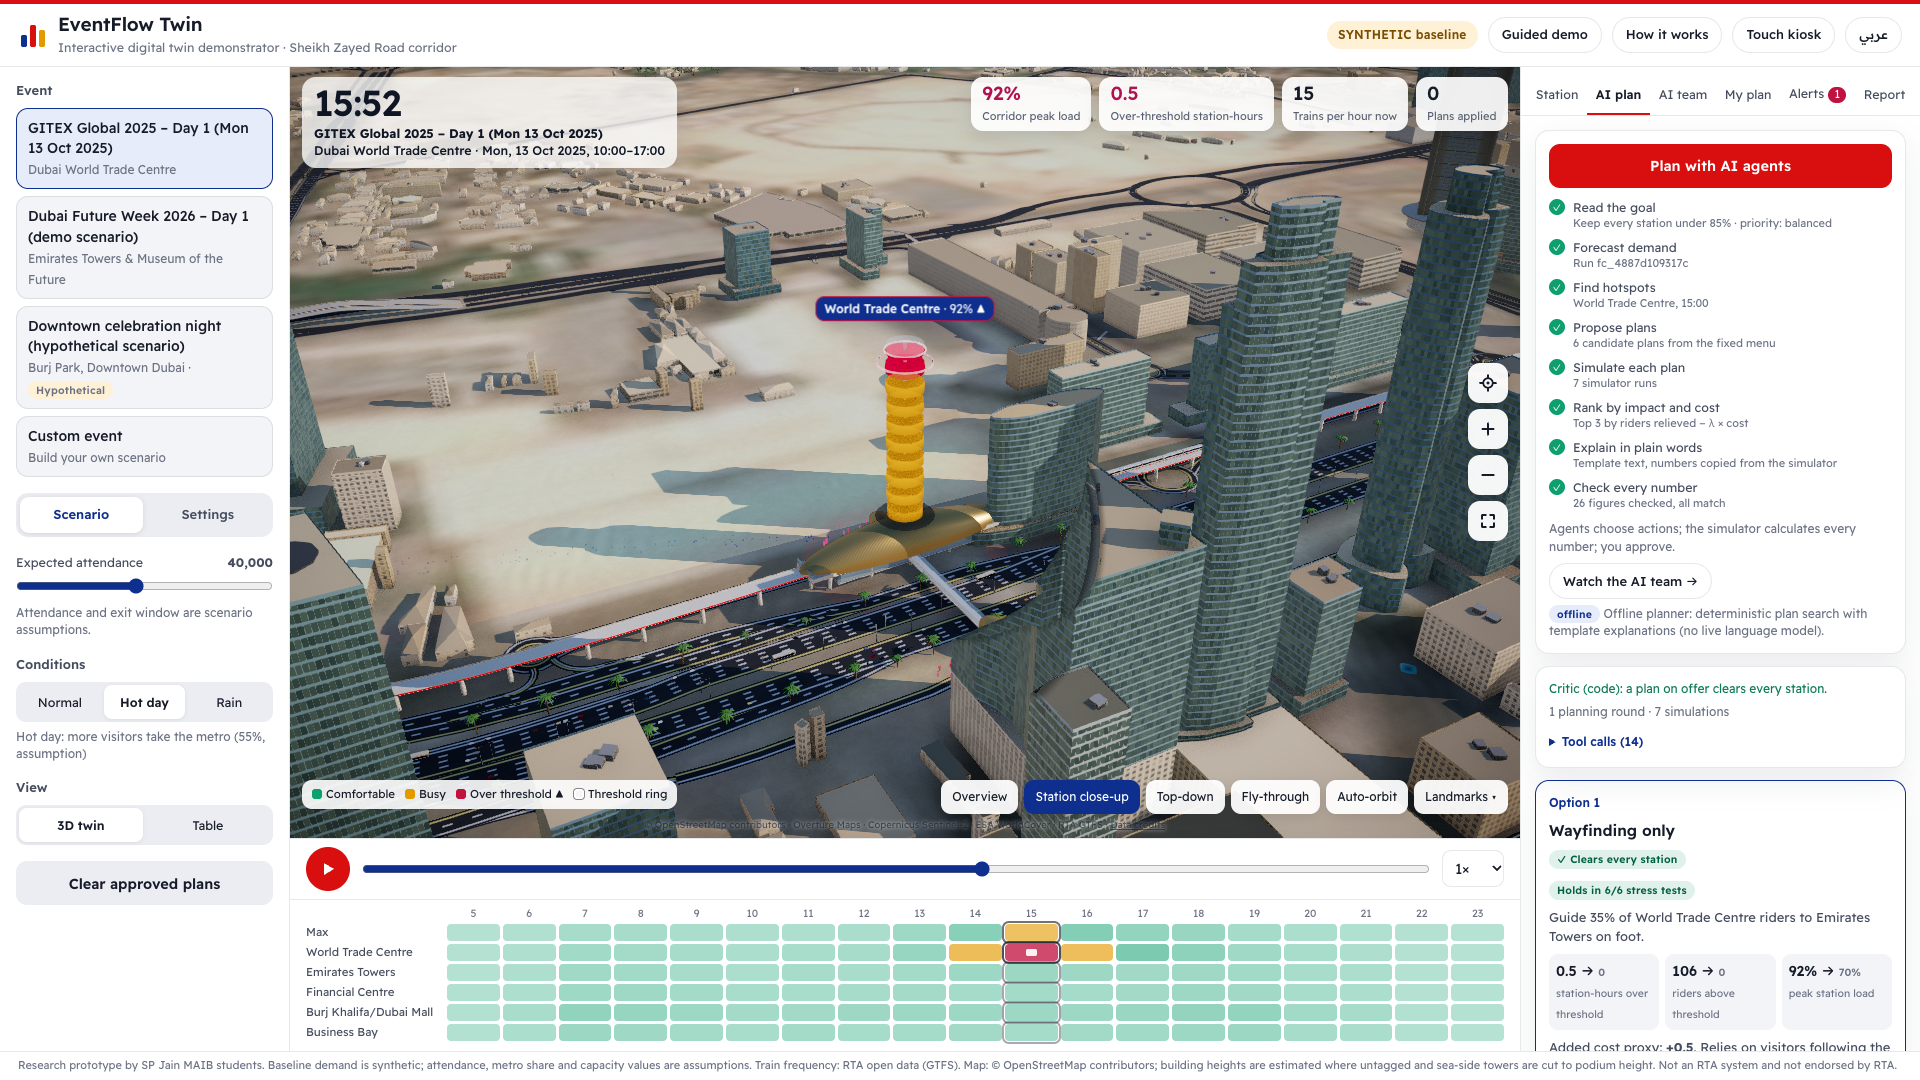 EventFlow Twin
Interactive digital twin demonstrator · Sheikh Zayed Road corridor
SYNTHETIC baseline
Guided demo
How it works
Touch kiosk
عربي
Event
GITEX Global 2025 – Day 1 (Mon
13 Oct 2025)
Dubai World Trade Centre
Dubai Future Week 2026 – Day 1
(demo scenario)
Emirates Towers & Museum of the
Future
Downtown celebration night
(hypothetical scenario)
Burj Park, Downtown Dubai ·
Hypothetical
Custom event
Build your own scenario
Scenario
Settings
Expected attendance 40,000
Attendance and exit window are scenario
assumptions.
Conditions
Normal
Hot day
Rain
Hot day: more visitors take the metro (55%,
assumption)
View
3D twin
Table
Clear approved plans
15:52
GITEX Global 2025 – Day 1 (Mon 13 Oct 2025)
Dubai World Trade Centre · Mon, 13 Oct 2025, 10:00–17:00
92%
Corridor peak load
0.5
Over-threshold station-hours
15
Trains per hour now
0
Plans applied
World Trade Centre · 92% ▲
+
−
Comfortable
Busy
Over threshold ▲
Threshold ring
Overview
Station close-up
Top-down
Fly-through
Auto-orbit
Landmarks ▾
1×
5 6 7 8 9 10 11 12 13 14 15 16 17 18 19 20 21 22 23
Max
World Trade Centre
Emirates Towers
Financial Centre
Burj Khalifa/Dubai Mall
Business Bay
Station
AI plan
AI team
My plan
Alerts 1
Report
Plan with AI agents
Read the goal
Keep every station under 85% · priority: balanced
Forecast demand
Run fc_4887d109317c
Find hotspots
World Trade Centre, 15:00
Propose plans
6 candidate plans from the fixed menu
Simulate each plan
7 simulator runs
Rank by impact and cost
Top 3 by riders relieved − λ × cost
Explain in plain words
Template text, numbers copied from the simulator
Check every number
26 figures checked, all match
Agents choose actions; the simulator calculates every
number; you approve.
Watch the AI team →
offline Offline planner: deterministic plan search with
template explanations (no live language model).
Critic (code): a plan on offer clears every station.
1 planning round · 7 simulations
▶ Tool calls (14)
Option 1
Wayfinding only
✓ Clears every station
Holds in 6/6 stress tests
Guide 35% of World Trade Centre riders to Emirates
Towers on foot.
0.5 → 0
station-hours over
threshold
106 → 0
riders above
threshold
92% → 70%
peak station load
Added cost proxy: +0.5. Relies on visitors following the
Research prototype by SP Jain MAIB students. Baseline demand is synthetic; attendance, metro share and capacity values are assumptions. Train frequency: RTA open data (GTFS). Map: © OpenStreetMap contributors; building heights are estimated where untagged and sea-side towers are cut to podium height. Not an RTA system and not endorsed by RTA.